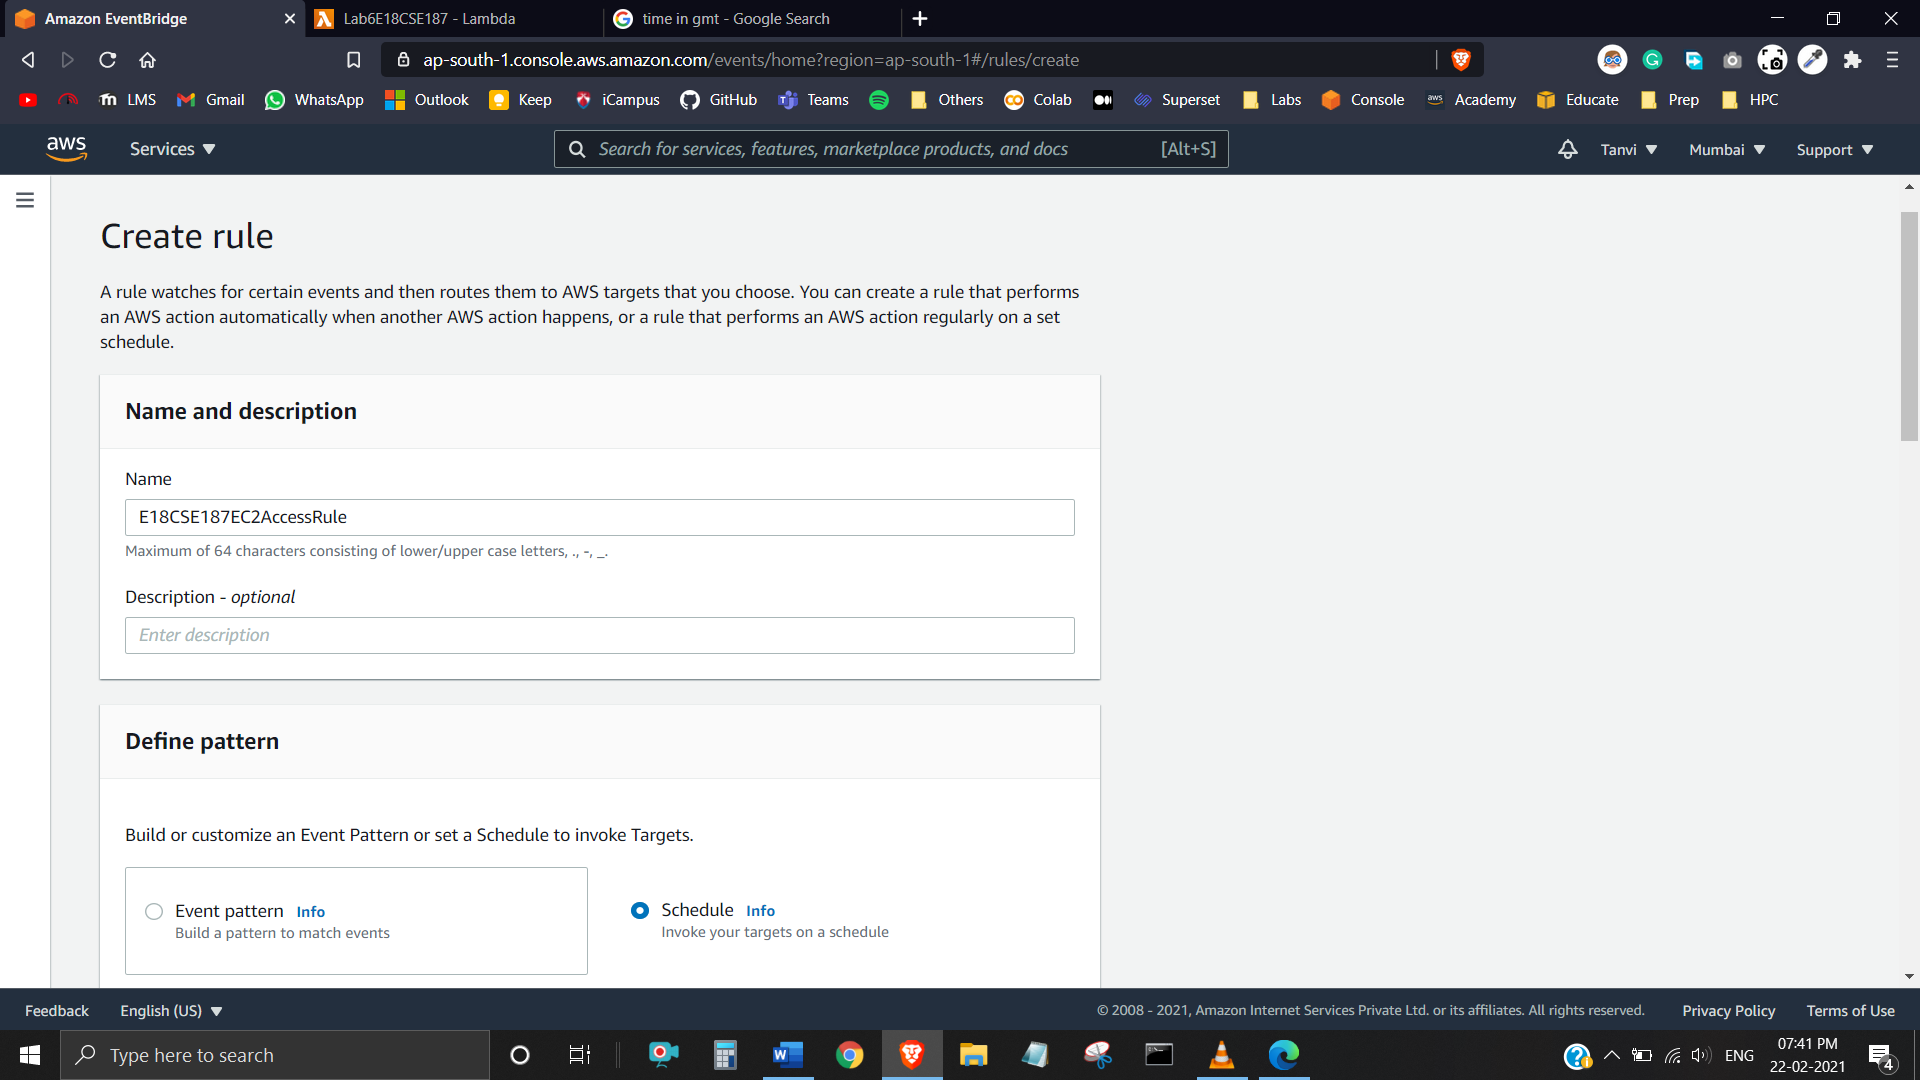 Amazon EventBridge
Lab6E18CSE187 - Lambda
time in gmt - Google Search
ap-south-1.console.aws.amazon.com/events/home?region=ap-south-1#/rules/create
LMS
Gmail
WhatsApp
Outlook
Keep
iCampus
GitHub
Teams
Others
Colab
Superset
Labs
Console
aws
Academy
Educate
Prep
HPC
aws
Services
Search for services, features, marketplace products, and docs
[Alt+S]
Tanvi
Mumbai
Support
Create rule
A rule watches for certain events and then routes them to AWS targets that you choose. You can create a rule that performs
an AWS action automatically when another AWS action happens, or a rule that performs an AWS action regularly on a set
schedule.
Name and description
Name
E18CSE187EC2AccessRule
Maximum of 64 characters consisting of lower/upper case letters, ., -, _.
Description - optional
Enter description
Define pattern
Build or customize an Event Pattern or set a Schedule to invoke Targets.
Event pattern Info
Build a pattern to match events
Schedule Info
Invoke your targets on a schedule
Feedback
English (US)
© 2008 - 2021, Amazon Internet Services Private Ltd. or its affiliates. All rights reserved.
Privacy Policy
Terms of Use
Type here to search
ENG
07:41 PM
22-02-2021
4